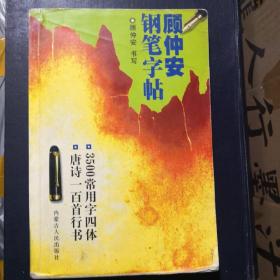 顾仲安
钢笔字帖
顾仲安 书写
3500常用字四体
唐诗一百首行书
内蒙古人民出版社